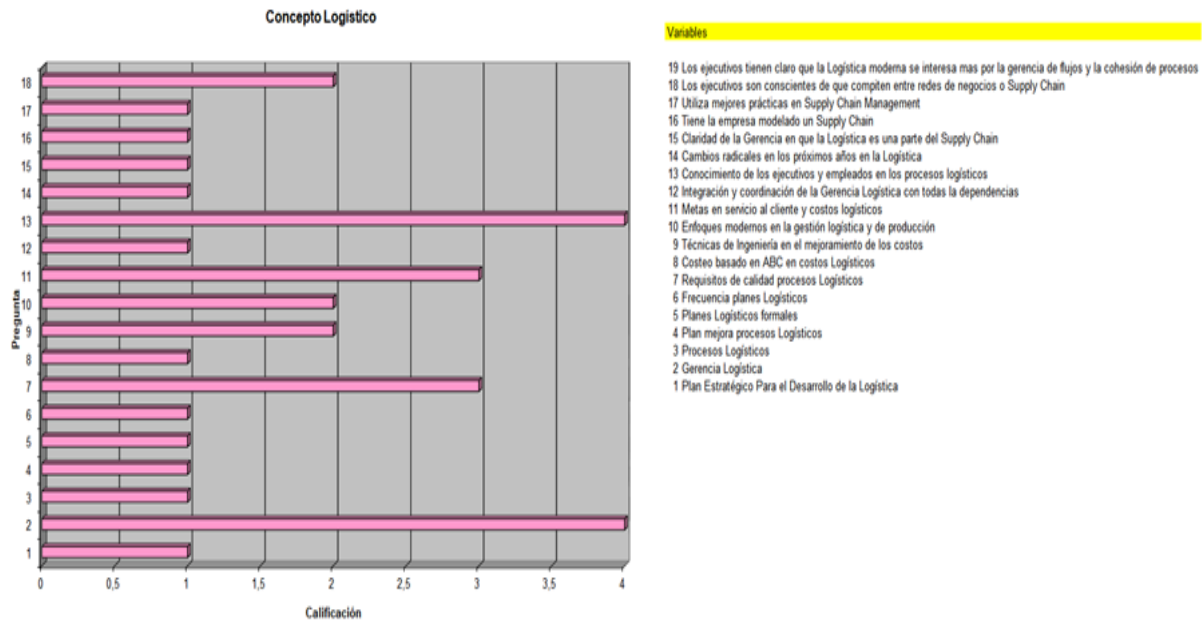 Concepto Logístico
Pregunta
18
17
16
15
14
13
12
11
10
9
8
7
6
5
4
3
2
1
0 0,5 1 1,5 2 2,5 3 3,5 4
Calificación
Variables
19 Los ejecutivos tienen claro que la Logística moderna se interesa mas por la gerencia de flujos y la cohesión de procesos
18 Los ejecutivos son conscientes de que compiten entre redes de negocios o Supply Chain
17 Utiliza mejores prácticas en Supply Chain Management
16 Tiene la empresa modelado un Supply Chain
15 Claridad de la Gerencia en que la Logística es una parte del Supply Chain
14 Cambios radicales en los próximos años en la Logística
13 Conocimiento de los ejecutivos y empleados en los procesos logísticos
12 Integración y coordinación de la Gerencia Logística con todas la dependencias
11 Metas en servicio al cliente y costos logísticos
10 Enfoques modernos en la gestión logística y de producción
9 Técnicas de Ingeniería en el mejoramiento de los costos
8 Costeo basado en ABC en costos Logísticos
7 Requisitos de calidad procesos Logísticos
6 Frecuencia planes Logísticos
5 Planes Logísticos formales
4 Plan mejora procesos Logísticos
3 Procesos Logísticos
2 Gerencia Logística
1 Plan Estratégico Para el Desarrollo de la Logística